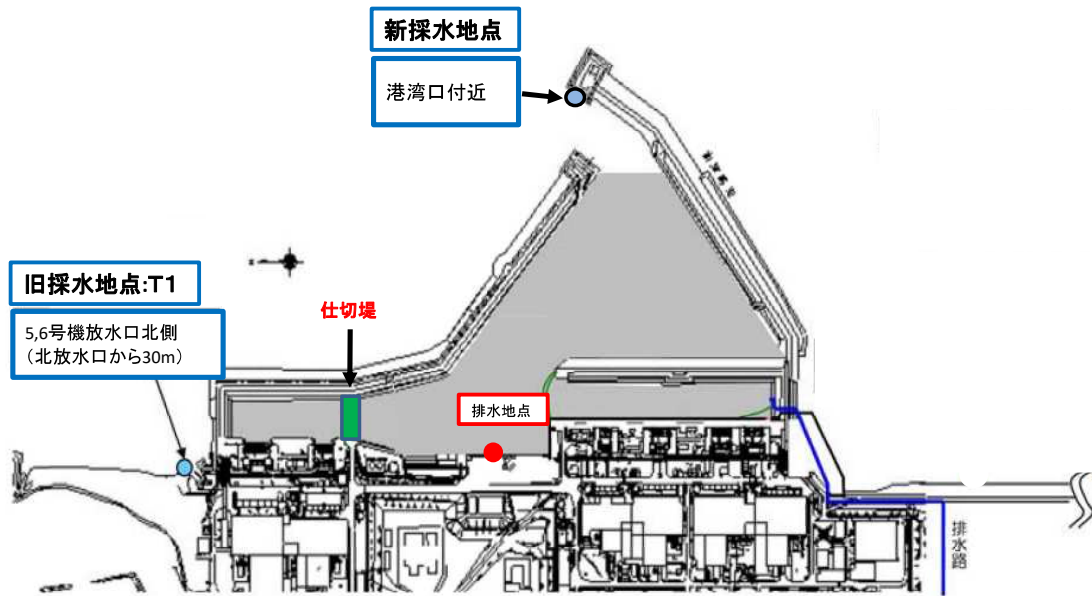 新採水地点
港湾口付近
旧採水地点:T1
5,6号機放水口北側
(北放水口から30m)
仕切堤
排水地点
排水路